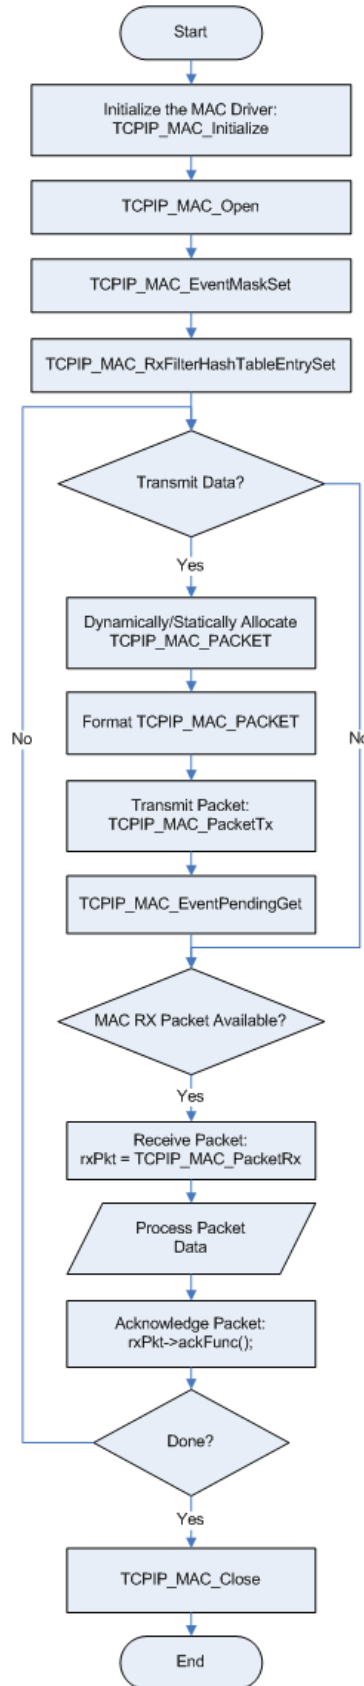 Start
Initialize the MAC Driver:
TCPIP_MAC_Initialize
TCPIP_MAC_Open
TCPIP_MAC_EventMaskSet
TCPIP_MAC_RxFilterHashTableEntrySet
Transmit Data?
Yes
Dynamically/Statically Allocate
TCPIP_MAC_PACKET
Format TCPIP_MAC_PACKET
No
No
Transmit Packet:
TCPIP_MAC_PacketTx
TCPIP_MAC_EventPendingGet
MAC RX Packet Available?
Yes
Receive Packet:
rxPkt = TCPIP_MAC_PacketRx
Process Packet
Data
Acknowledge Packet:
rxPkt->ackFunc();
Done?
Yes
TCPIP_MAC_Close
End